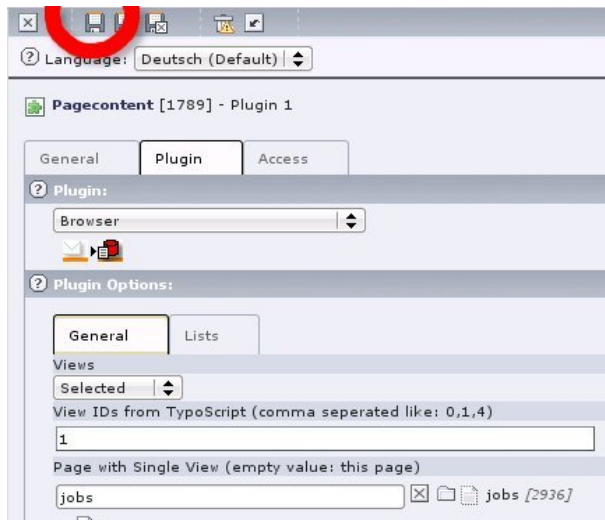 Language: Deutsch (Default)
Pagecontent [1789] - Plugin 1
General Plugin Access
Plugin:
Browser
Plugin Options:
General Lists
Views
Selected
View IDs from TypoScript (comma seperated like: 0,1,4)
1
Page with Single View (empty value: this page)
jobs jobs [2936]